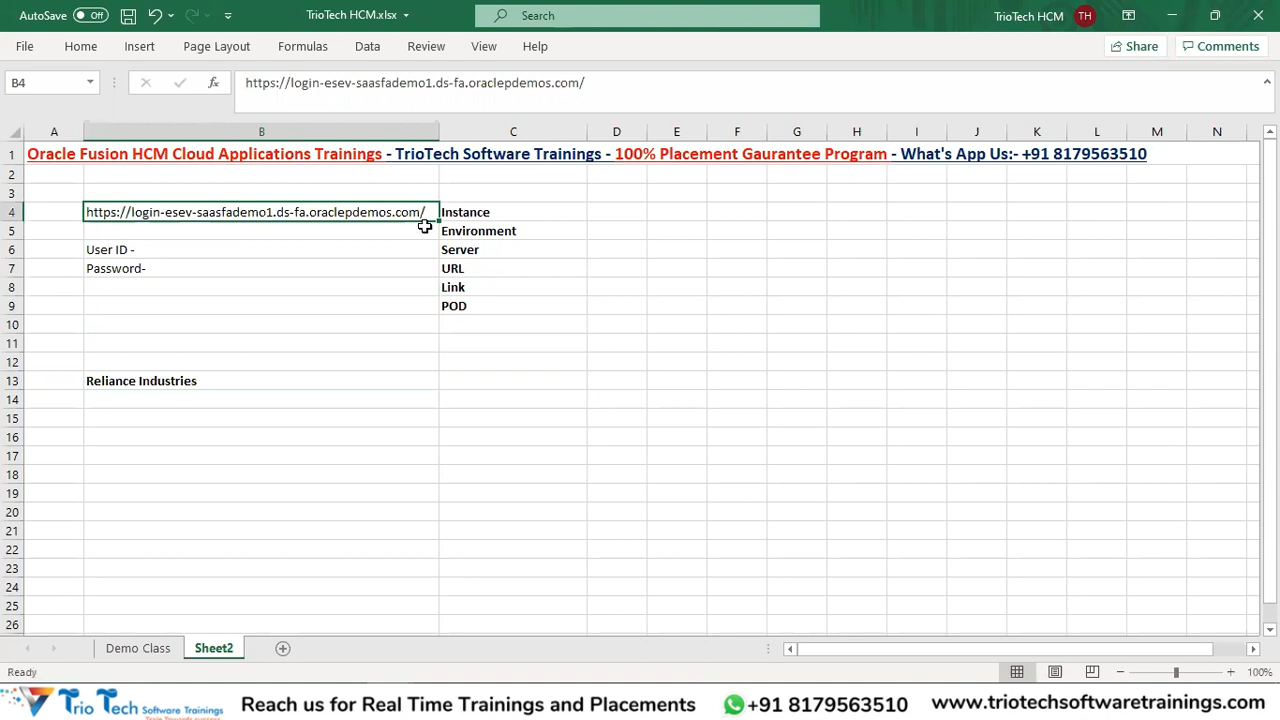 AutoSave Off TrioTech HCM.xlsx Search TrioTech HCM TH
File Home Insert Page Layout Formulas Data Review View Help Share Comments
B4 fx https://login-esev-saasfademo1.ds-fa.oraclepdemos.com/
A B C D E F G H I J K L M N
1 Oracle Fusion HCM Cloud Applications Trainings - TrioTech Software Trainings - 100% Placement Gaurantee Program - What's App Us:- +91 8179563510
2
3
4 https://login-esev-saasfademo1.ds-fa.oraclepdemos.com/ Instance
5 Environment
6 User ID - Server
7 Password- URL
8 Link
9 POD
10
11
12
13 Reliance Industries
14
15
16
17
18
19
20
21
22
23
24
25
26
Demo Class Sheet2
Ready 100%
Trio Tech Software Trainings Reach us for Real Time Trainings and Placements +91 8179563510 www.triotechsoftwaretrainings.com
Trains Towards success